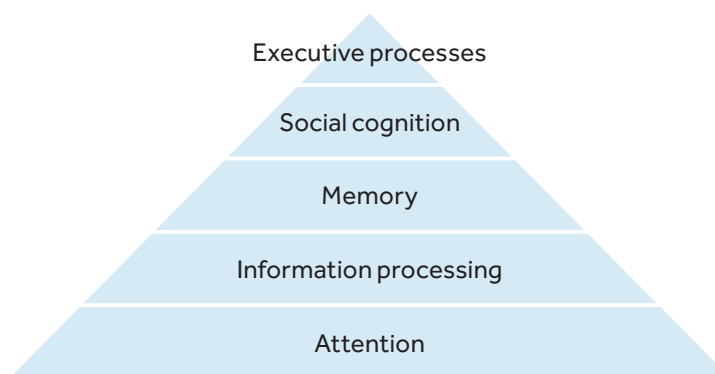 Executive processes
Social cognition
Memory
Information processing
Attention